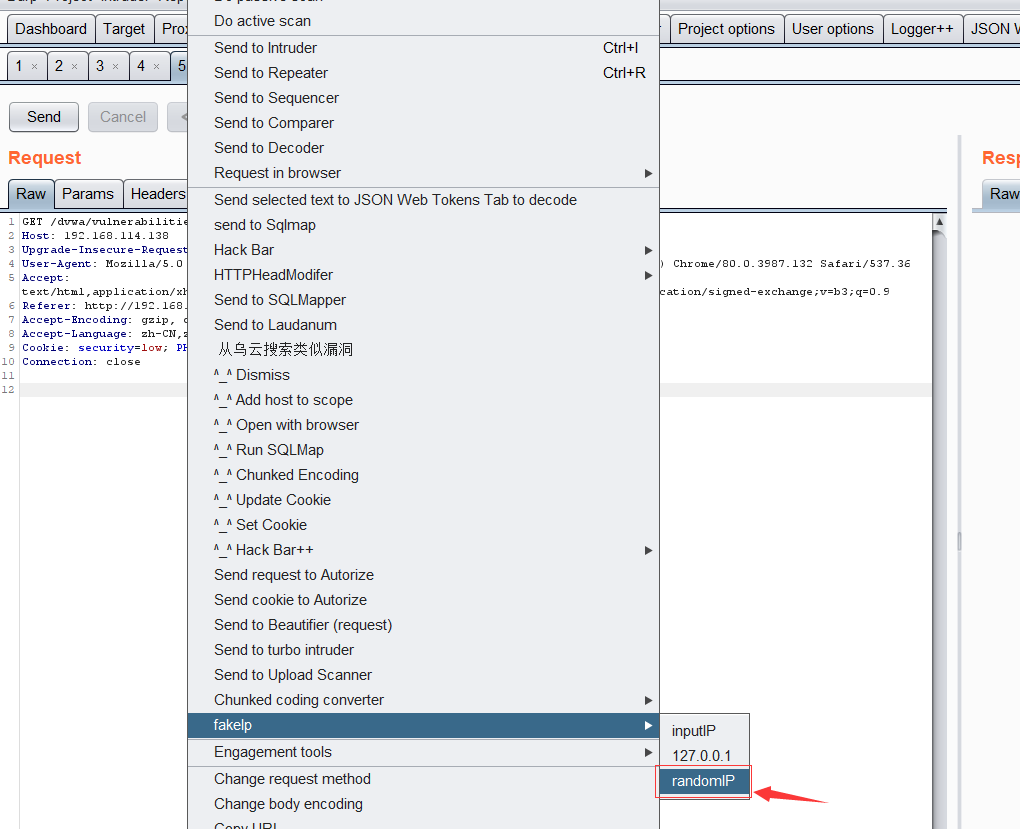 Do active scan
Dashboard Target
Project options User options Logger++ JSON
Send to Intruder Ctrl+I
1 × 2 × 3 × 4 × 5
Send to Repeater Ctrl+R
Send to Sequencer
Send Cancel <
Send to Comparer
Send to Decoder
Request
Request in browser
Raw Params Headers
Raw
Send selected text to JSON Web Tokens Tab to decode
send to Sqlmap
Hack Bar
HTTPHeadModifer
Send to SQLMapper
Send to Laudanum
从乌云搜索类似漏洞
^_^ Dismiss
^_^ Add host to scope
^_^ Open with browser
^_^ Run SQLMap
^_^ Chunked Encoding
^_^ Update Cookie
^_^ Set Cookie
^_^ Hack Bar++
Send request to Autorize
Send cookie to Autorize
Send to Beautifier (request)
Send to turbo intruder
Send to Upload Scanner
Chunked coding converter
fakeIp
Engagement tools
Change request method
Change body encoding
inputIP
127.0.0.1
randomIP
1 GET /dvwa/vulnerabilitie
2 Host: 192.168.114.138
3 Upgrade-Insecure-Request
4 User-Agent: Mozilla/5.0 ) Chrome/80.0.3987.132 Safari/537.36
5 Accept:
text/html,application/xh cation/signed-exchange;v=b3;q=0.9
6 Referer: http://192.168.
7 Accept-Encoding: gzip,
8 Accept-Language: zh-CN,z
9 Cookie: security=low; PH
10 Connection: close
11
12